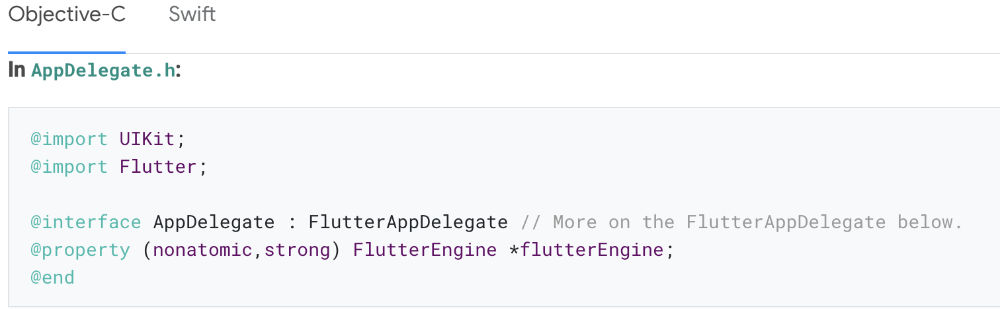 Objective-C Swift
In AppDelegate.h:
@import UIKit;
@import Flutter;
@interface AppDelegate : FlutterAppDelegate // More on the FlutterAppDelegate below.
@property (nonatomic,strong) FlutterEngine *flutterEngine;
@end